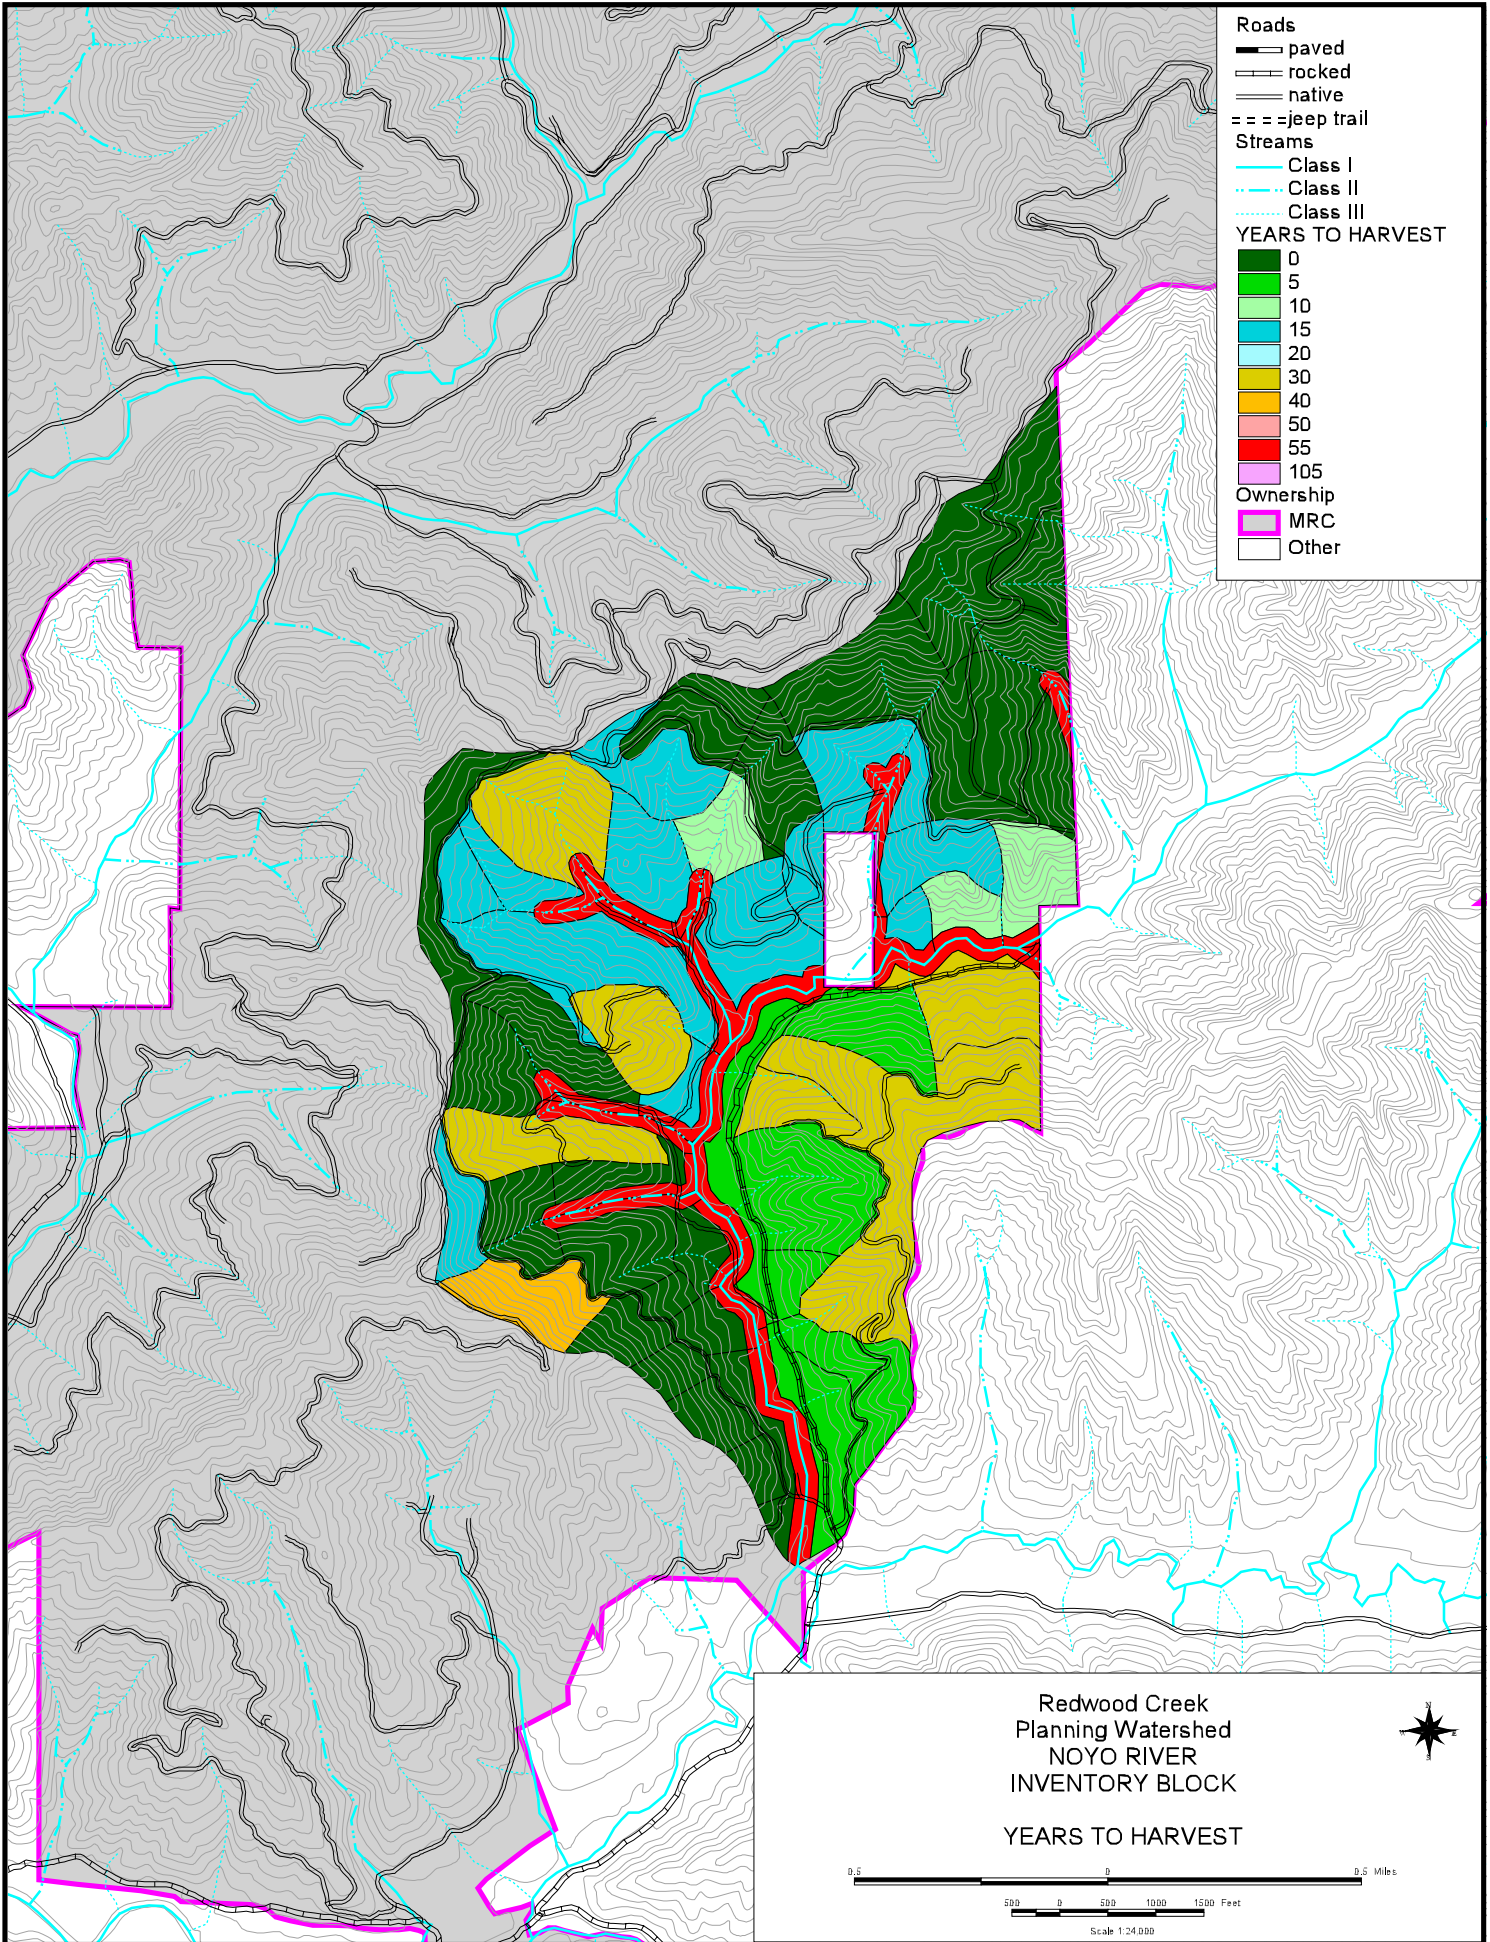 Roads
paved
rocked
native
jeep trail
Streams
Class I
Class II
Class III
YEARS TO HARVEST
0
5
10
15
20
30
40
50
55
105
Ownership
MRC
Other
Redwood Creek
Planning Watershed
NOYO RIVER
INVENTORY BLOCK
YEARS TO HARVEST
0.5 0 0.5 Miles
500 0 500 1000 1500 Feet
Scale 1:24,000